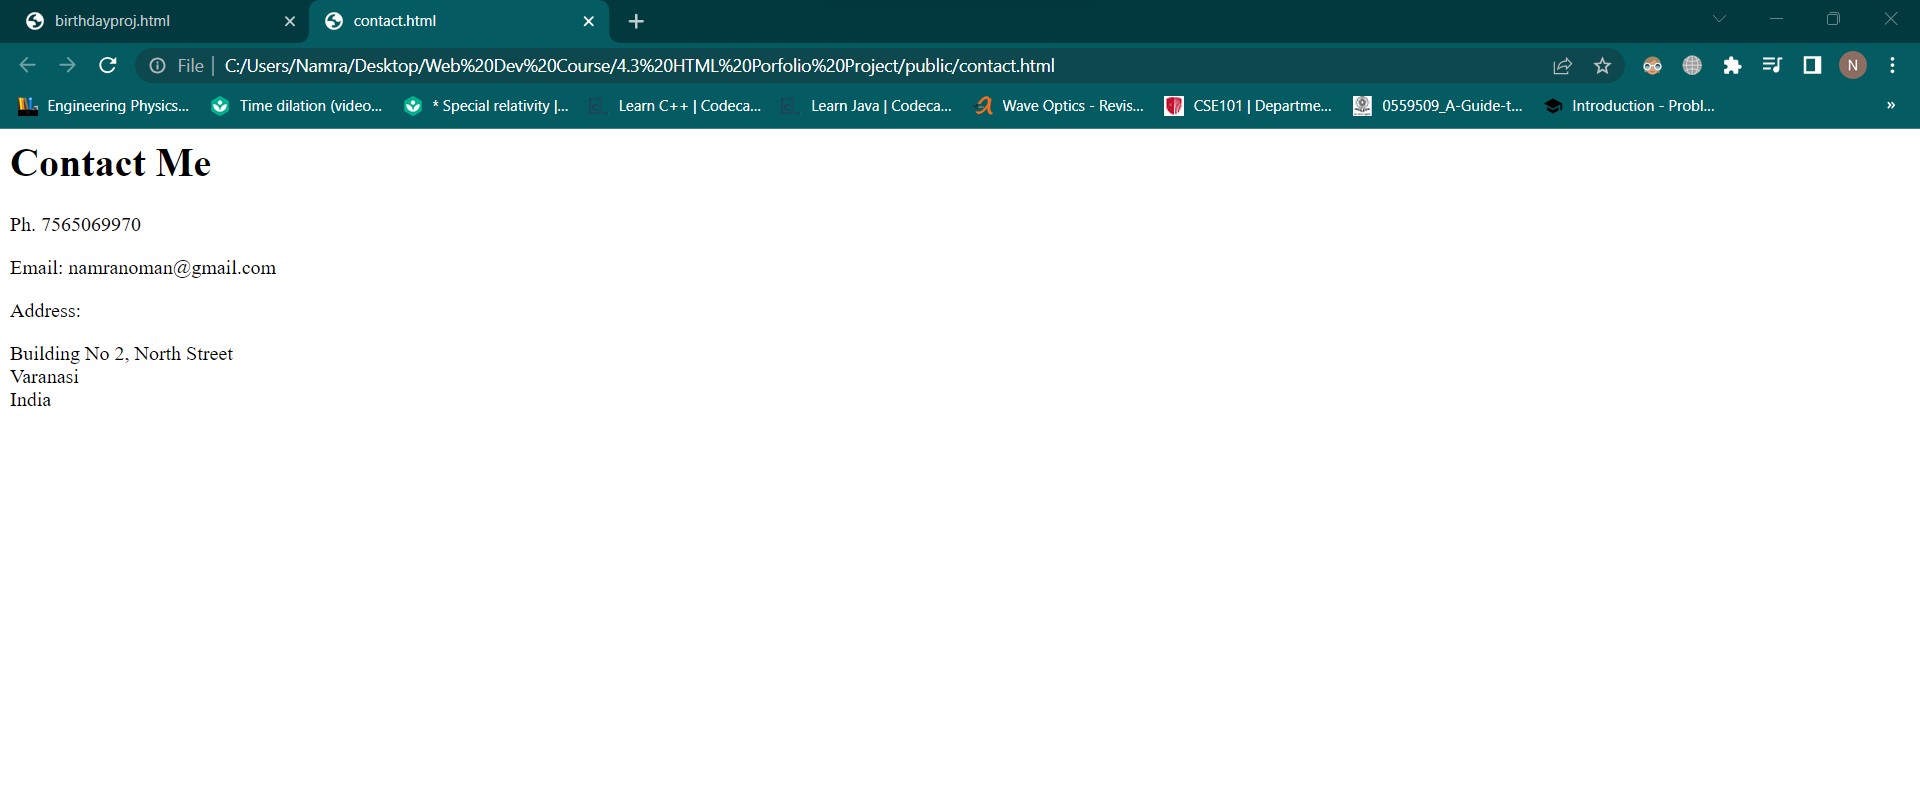 birthdayproj.html
contact.html
File | C:/Users/Namra/Desktop/Web%20Dev%20Course/4.3%20HTML%20Porfolio%20Project/public/contact.html
N
Engineering Physics... Time dilation (video... * Special relativity |... Learn C++ | Codeca... Learn Java | Codeca... Wave Optics - Revis... CSE101 | Departme... 0559509_A-Guide-t... Introduction - Probl... »
Contact Me
Ph. 7565069970
Email: namranoman@gmail.com
Address:
Building No 2, North Street
Varanasi
India